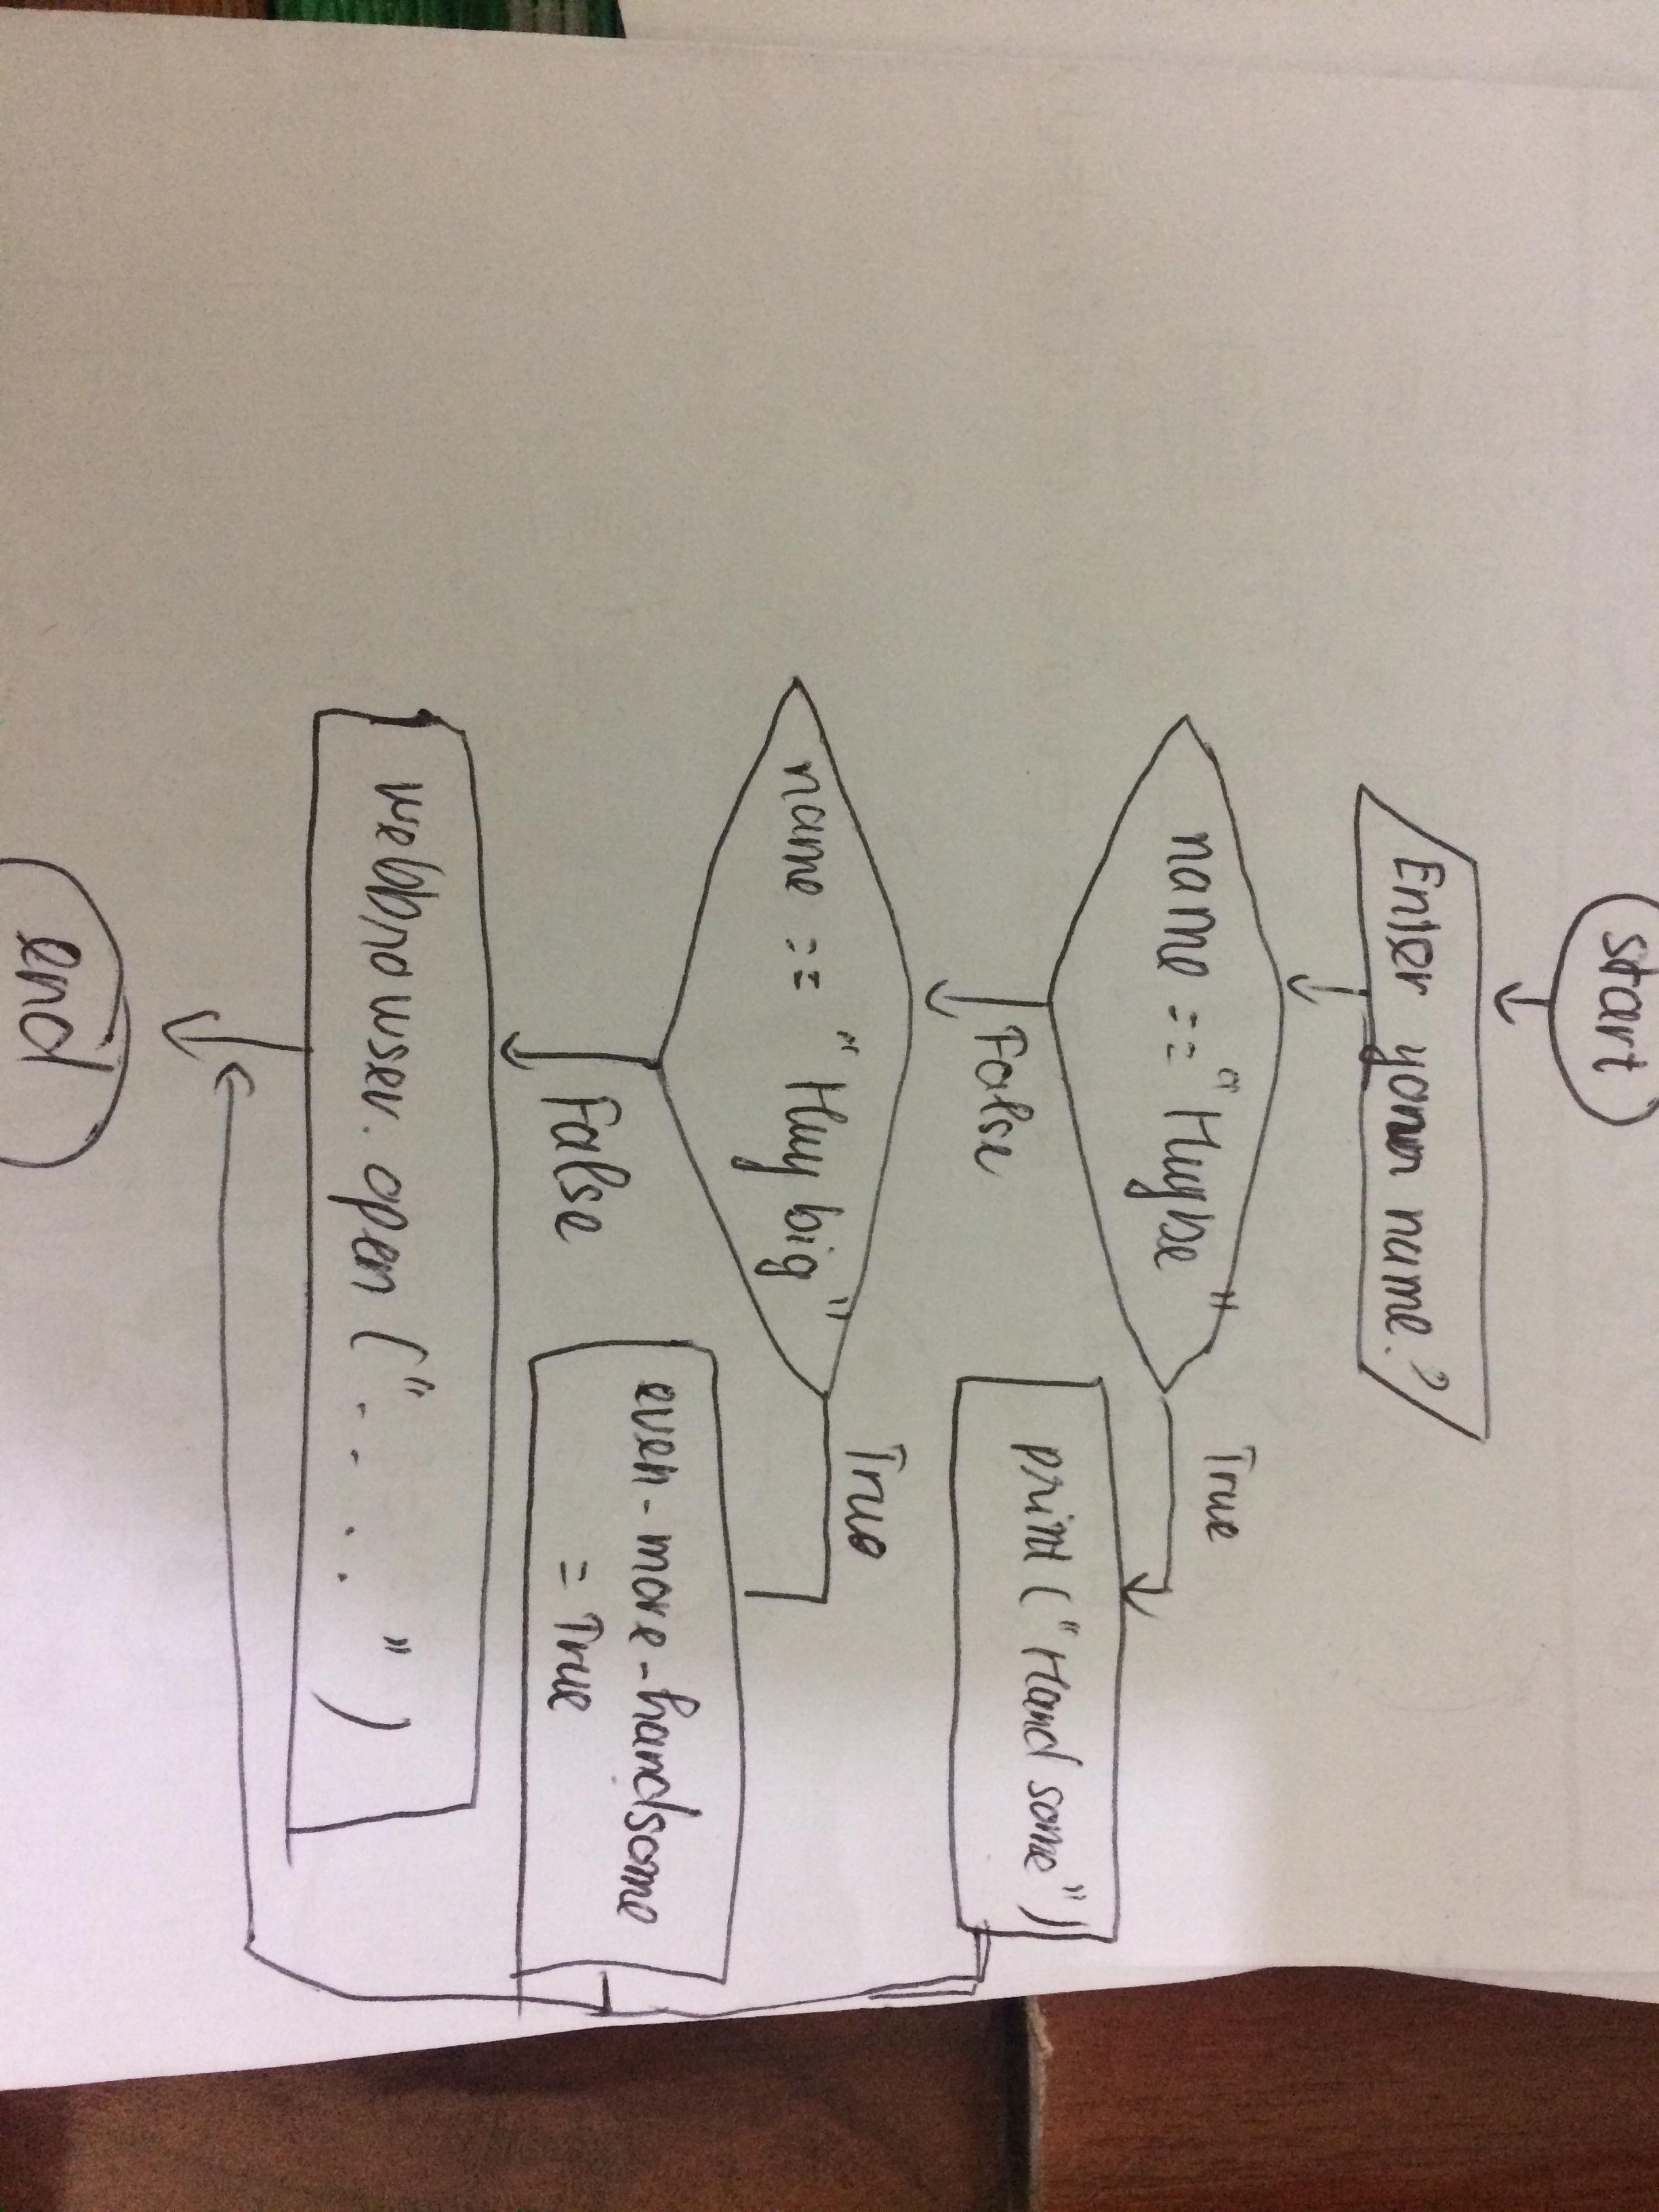 start
Enter your name?
name == "Huybe"
True
print ("Hand some")
False
name == "Huy big"
True
even-more-handsome
= True
False
webbrowser.open ("....")
end